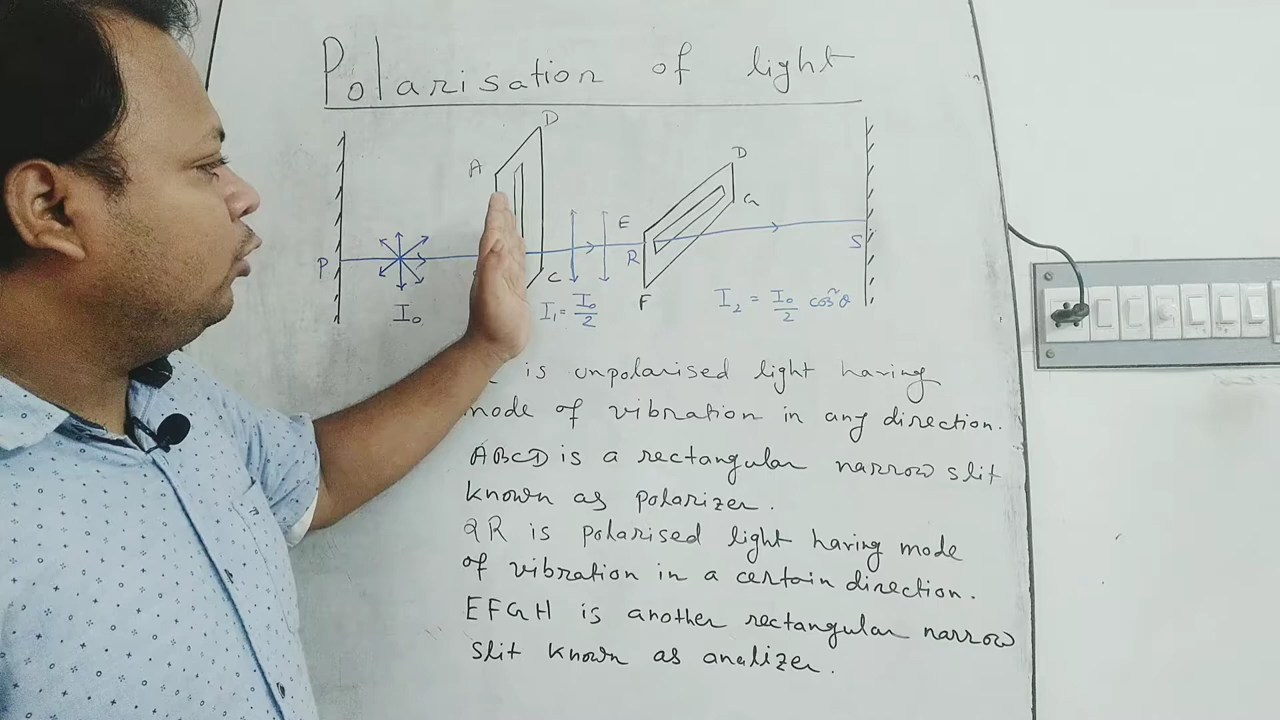 Polarisation of light
D
A
D
E
G
P
R
S
C
F
I₀
I₁ = I₀/2
I₂ = I₀/2 cos²θ
is unpolarised light having
mode of vibration in any direction.
ABCD is a rectangular narrow slit
known as polarizer.
QR is polarised light having mode
of vibration in a certain direction.
EFGH is another rectangular narrow
slit known as analizer.